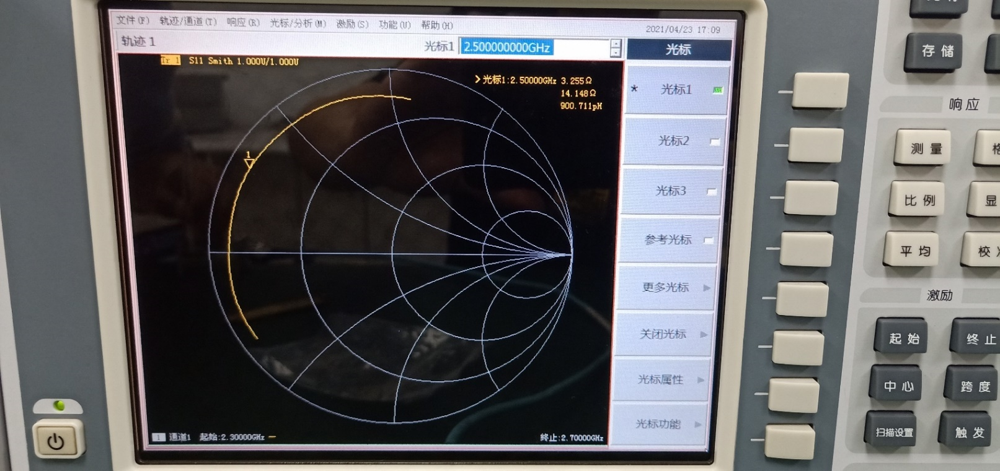 文件(F) 轨迹/通道(T) 响应(R) 光标/分析(M) 激励(S) 功能(U) 帮助(H)
2021/04/23 17:09
轨迹 1
光标1 2.500000000GHz
光标
Tr 1 S11 Smith 1.000U/1.000U
>光标1:2.50000GHz 3.255Ω
14.148Ω
900.711pH
1
* 光标1
光标2
光标3
参考光标
更多光标
关闭光标
光标属性
光标功能
1 通道1 起始:2.30000GHz
终止:2.70000GHz
存储
响应
测量
比例
显
平均
校
激励
起始
终止
中心
跨度
扫描设置
触发